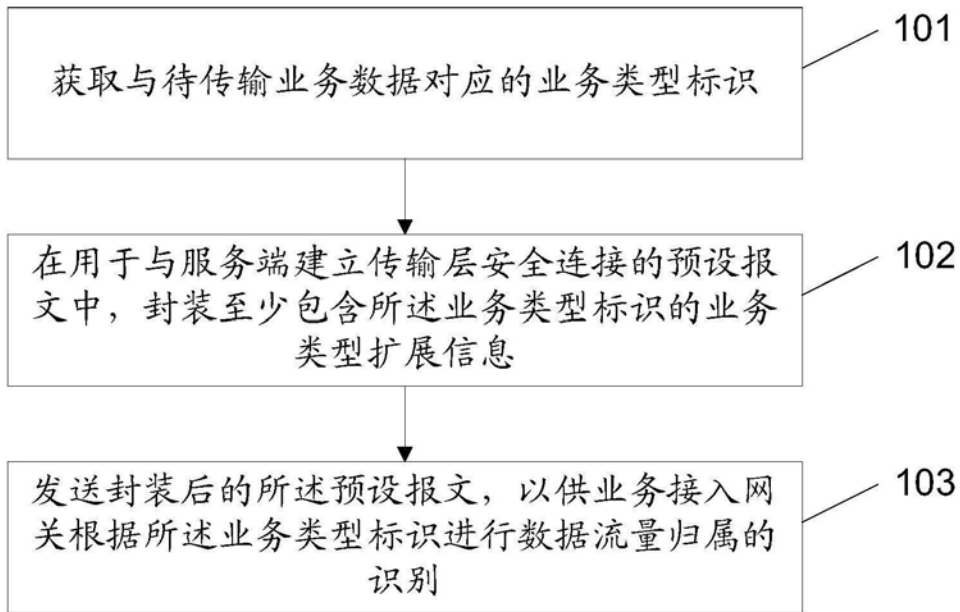 获取与待传输业务数据对应的业务类型标识
101
在用于与服务端建立传输层安全连接的预设报
文中，封装至少包含所述业务类型标识的业务
类型扩展信息
102
发送封装后的所述预设报文，以供业务接入网
关根据所述业务类型标识进行数据流量归属的
识别
103